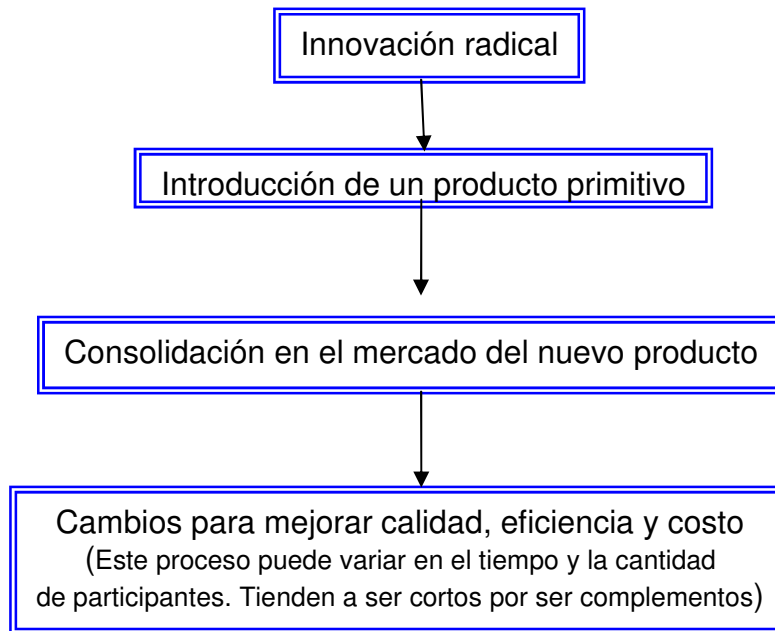 Innovación radical
Introducción de un producto primitivo
Consolidación en el mercado del nuevo producto
Cambios para mejorar calidad, eficiencia y costo
(Este proceso puede variar en el tiempo y la cantidad
de participantes. Tienden a ser cortos por ser complementos)